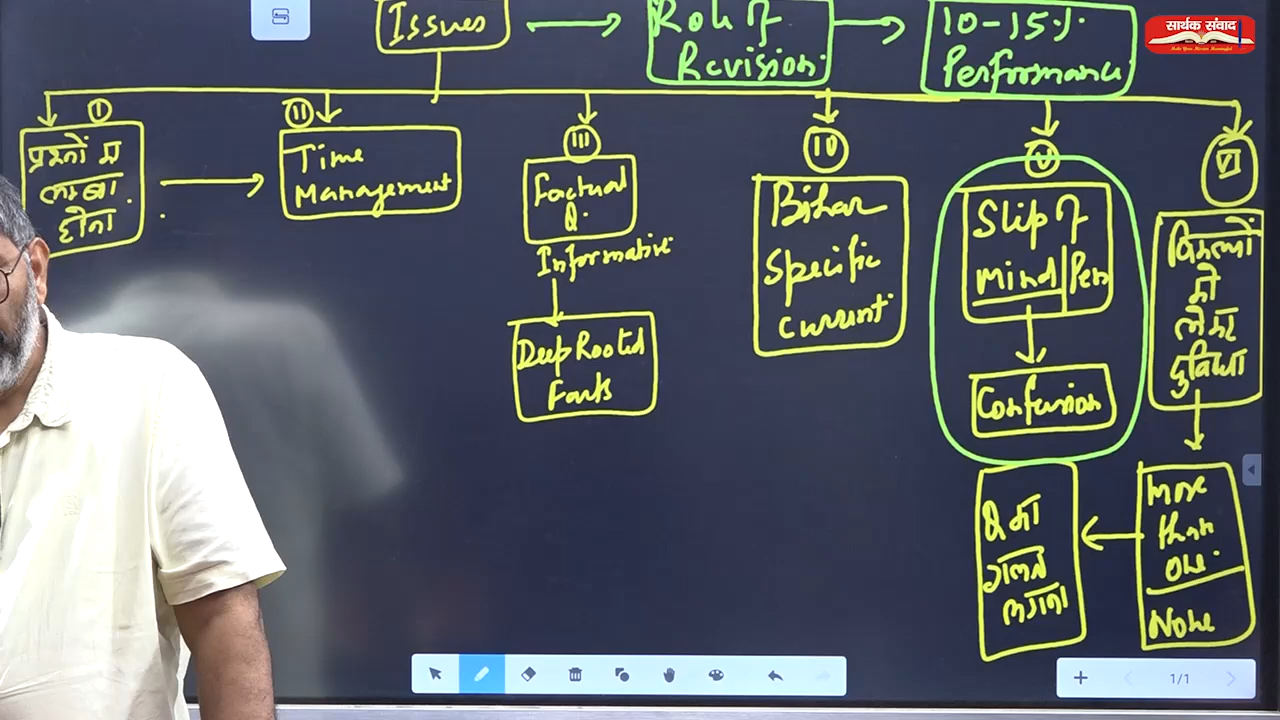 Issues
Role of
Revision
10-15%
Performance
सार्थक संवाद
I
प्रश्नों का
लम्बा
होना
II
Time
Management
III
Factual
Q.
Informative
Deep Rooted
Facts
IV
Bihar
Specific
current
V
Slip of
Mind/Pen
Confusion
VI
विकल्पों
को
लेकर
दुविधा
More
than
one.
None
Q का
गलत
लगना
1/1